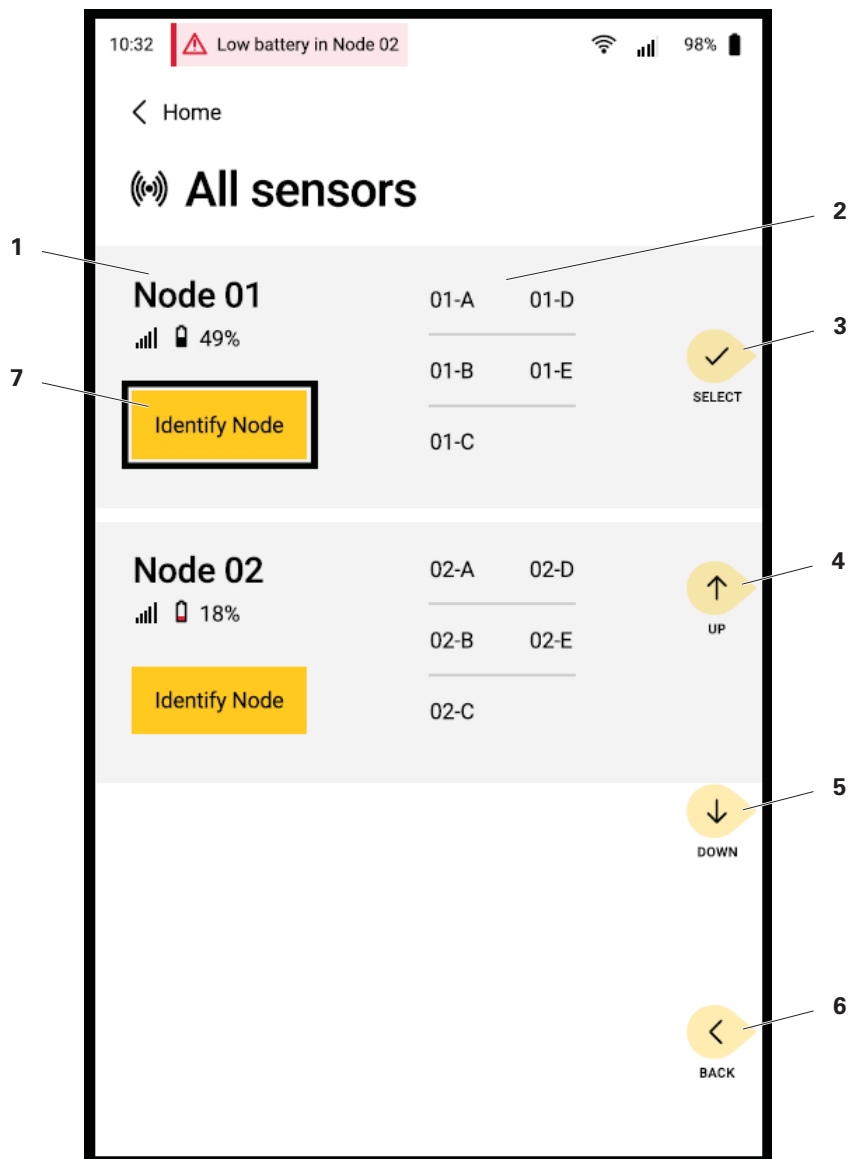 10:32 Low battery in Node 02 98%
Home
All sensors
2
1
Node 01
01-A 01-D
3
49%
7
01-B 01-E
SELECT
Identify Node
01-C
Node 02
02-A 02-D
4
18%
UP
02-B 02-E
Identify Node
02-C
5
DOWN
6
BACK